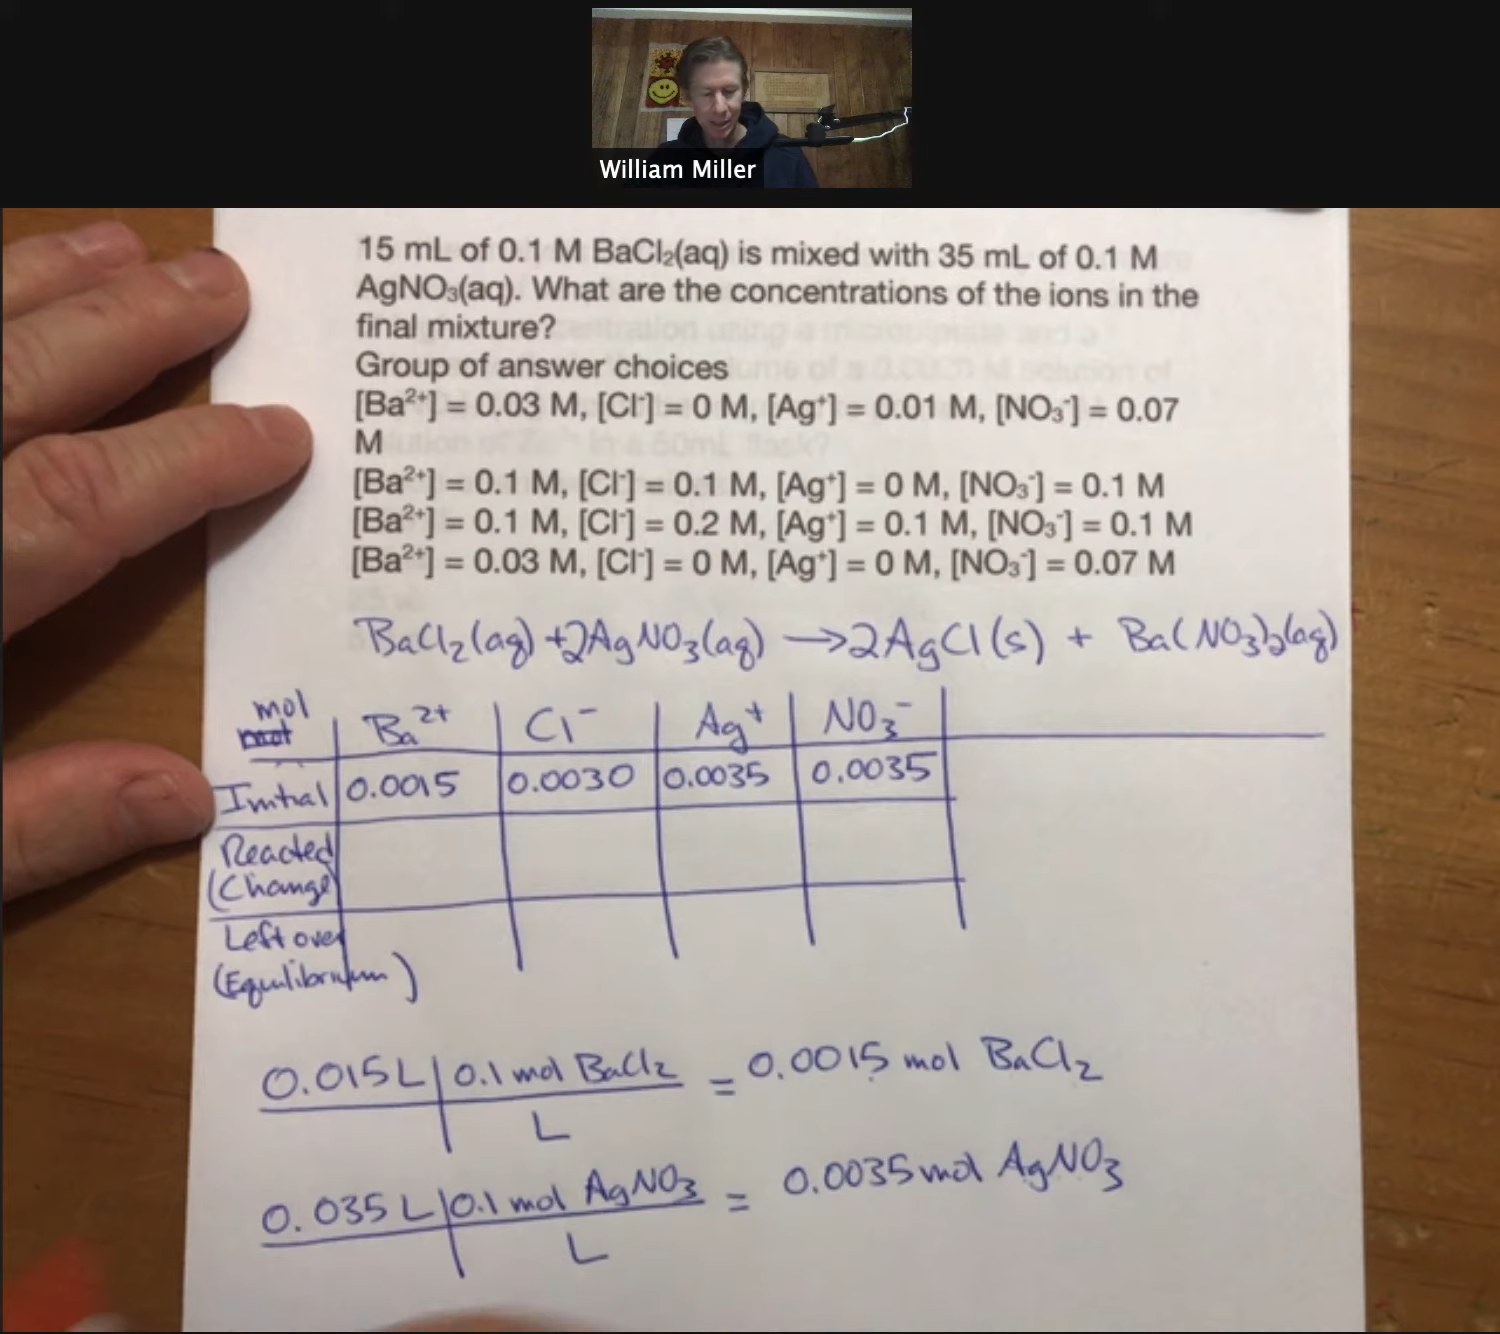 William Miller
15 mL of 0.1 M BaCl₂(aq) is mixed with 35 mL of 0.1 M
AgNO₃(aq). What are the concentrations of the ions in the
final mixture?
Group of answer choices
[Ba²⁺] = 0.03 M, [Cl⁻] = 0 M, [Ag⁺] = 0.01 M, [NO₃⁻] = 0.07
M
[Ba²⁺] = 0.1 M, [Cl⁻] = 0.1 M, [Ag⁺] = 0 M, [NO₃⁻] = 0.1 M
[Ba²⁺] = 0.1 M, [Cl⁻] = 0.2 M, [Ag⁺] = 0.1 M, [NO₃⁻] = 0.1 M
[Ba²⁺] = 0.03 M, [Cl⁻] = 0 M, [Ag⁺] = 0 M, [NO₃⁻] = 0.07 M
BaCl₂(aq) + 2AgNO₃(aq) → 2AgCl(s) + Ba(NO₃)₂(aq)
mol Ba²⁺ Cl⁻ Ag⁺ NO₃⁻
Initial 0.0015 0.0030 0.0035 0.0035
Reacted
(Change)
Left over
(Equilibrium)
0.015 L | 0.1 mol BaCl₂ = 0.0015 mol BaCl₂
L
0.035 L | 0.1 mol AgNO₃ = 0.0035 mol AgNO₃
L